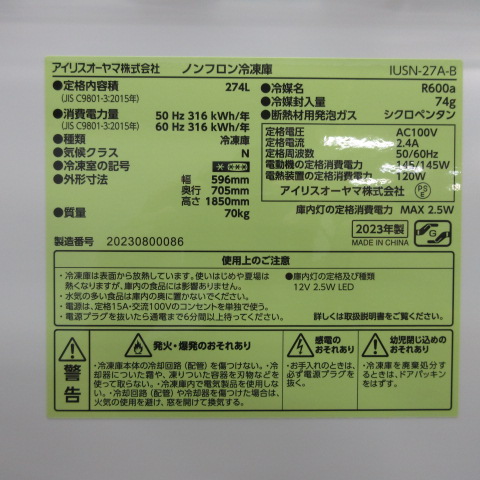 アイリスオーヤマ株式会社 ノンフロン冷凍庫 IUSN-27A-B
●定格内容積 274L
(JIS C9801-3:2015年)
●消費電力量 50 Hz 316 kWh/年
(JIS C9801-3:2015年) 60 Hz 316 kWh/年
●種類 冷凍庫
●気候クラス N
●冷凍室の記号
●外形寸法 幅 596mm
奥行 705mm
高さ 1850mm
●質量 70kg
製造番号 20230800086
●冷媒名 R600a
●冷媒封入量 74g
●断熱材用発泡ガス シクロペンタン
定格電圧 AC100V
定格電流 2.4A
定格周波数 50/60Hz
電動機の定格消費電力 145/145W
電熱装置の定格消費電力 120W
アイリスオーヤマ株式会社
PS
E
庫内灯の定格消費電力 MAX 2.5W
2023年製
MADE IN CHINA
G
使用上のご注意
・冷凍庫は表面から放熱しています。使いはじめや夏場は
熱くなりますが、庫内の食品には影響ありません。
・水気の多い食品は庫内の奥に置かないでください。
・電源は、定格15A・交流100Vのコンセントを単独で使う。
・電源プラグを抜いたら通電まで6分間以上待ってください。
●庫内灯の定格及び種類
12V 2.5W LED
詳しくは取扱説明書をご覧ください。
警告
発火・爆発のおそれあり
・冷凍庫本体の冷却回路(配管)を傷つけない。・冷
却器についた霜や、凍りついた容器を刃物などを
使って取らない。・冷凍庫内で電気製品を使用しな
い。・冷却回路(配管)を傷つけた場合は、
火気の使用を避け、窓を開けて換気する。
感電の
おそれあり
・お手入れのときは、
必ず電源プラグを
抜く。
幼児閉じ込めの
おそれあり
・冷凍庫を廃棄処分
するときは、ドアパッキン
をはずす。